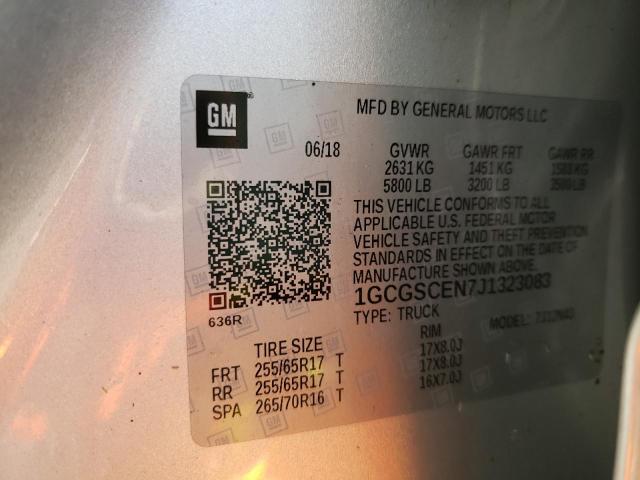 GM
MFD BY GENERAL MOTORS LLC
06/18 GVWR GAWR FRT GAWR RR
2631 KG 1451 KG 1588 KG
5800 LB 3200 LB 3500 LB
THIS VEHICLE CONFORMS TO ALL
APPLICABLE U.S. FEDERAL MOTOR
VEHICLE SAFETY AND THEFT PREVENTION
STANDARDS IN EFFECT ON THE DATE OF
MANUFACTURE SHOWN ABOVE.
1GCGSCEN7J1323083
636R
TYPE: TRUCK MODEL:
TIRE SIZE RIM
FRT 255/65R17 T 17X8.0J
RR 255/65R17 T 17X8.0J
SPA 265/70R16 T 16X7.0J